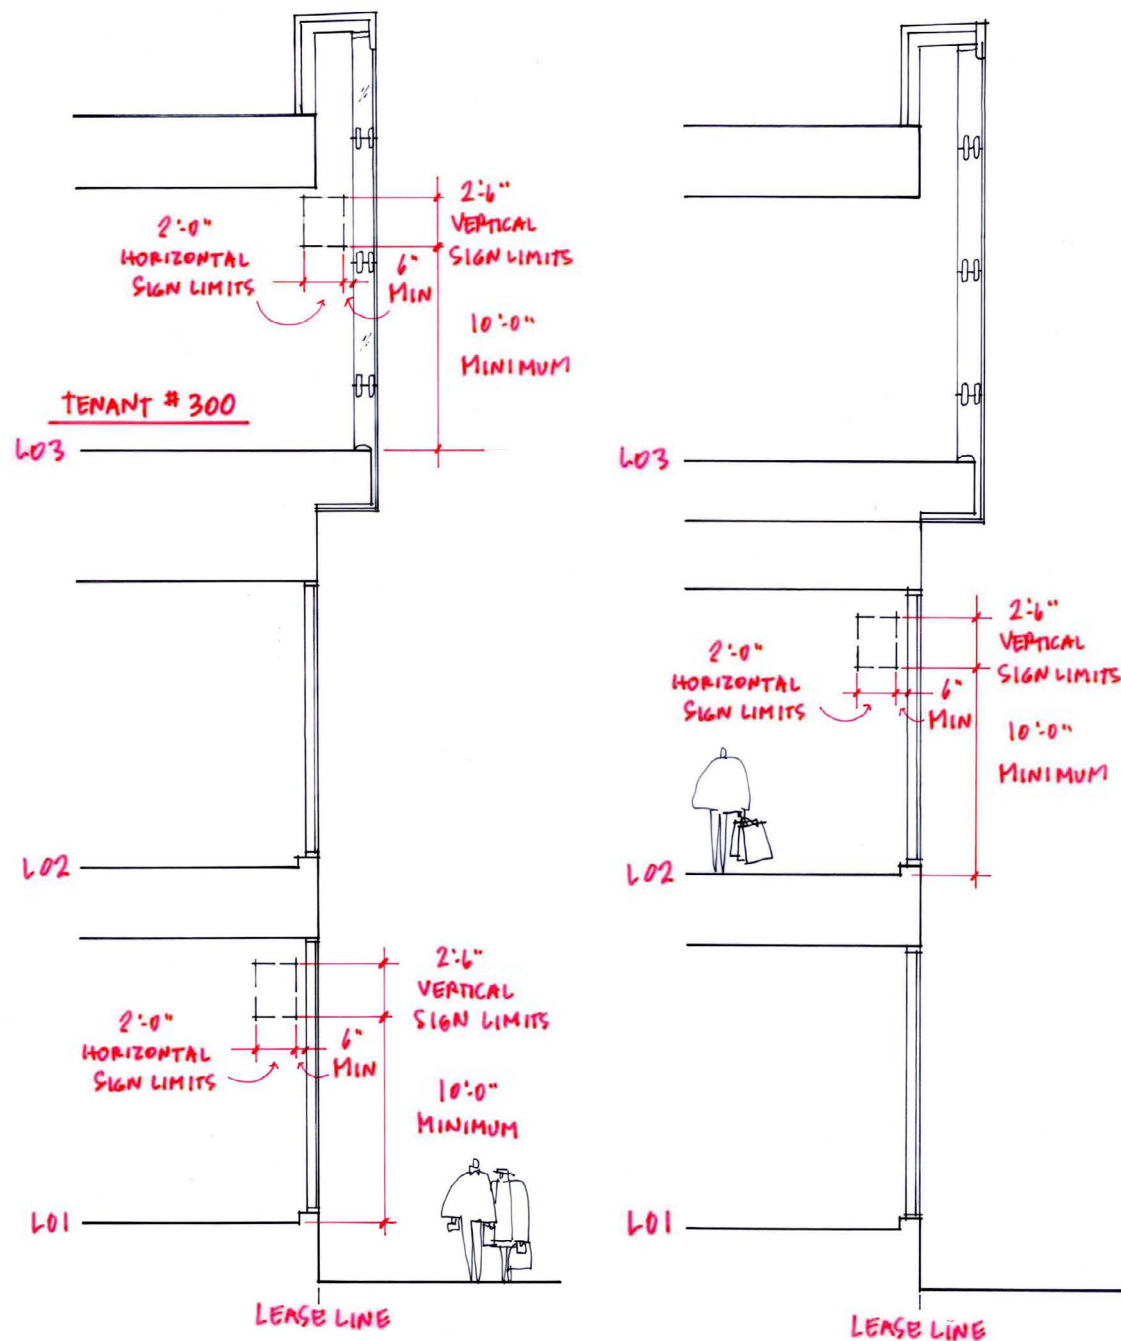 2'-6"
VERTICAL
SIGN LIMITS
2'-0"
HORIZONTAL
SIGN LIMITS
6"
MIN
10'-0"
MINIMUM
TENANT # 300
L03
L02
2'-6"
VERTICAL
SIGN LIMITS
2'-0"
HORIZONTAL
SIGN LIMITS
6"
MIN
10'-0"
MINIMUM
L01
LEASE LINE
L03
2'-6"
VERTICAL
SIGN LIMITS
2'-0"
HORIZONTAL
SIGN LIMITS
6"
MIN
10'-0"
MINIMUM
L02
L01
LEASE LINE